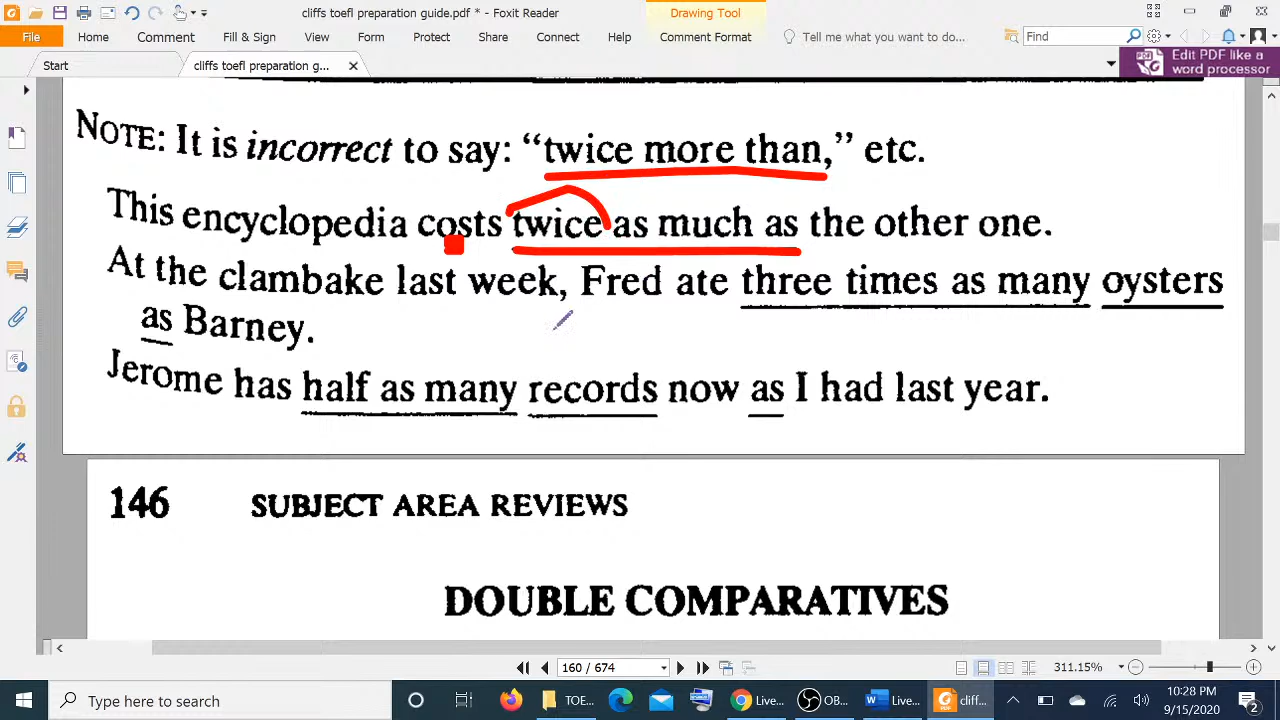 cliffs toefl preparation guide.pdf * - Foxit Reader
Drawing Tool
File Home Comment Fill & Sign View Form Protect Share Connect Help Comment Format Tell me what you want to do... Find
Start cliffs toefl preparation g... Edit PDF like a
word processor
NOTE: It is incorrect to say: “twice more than,” etc.
This encyclopedia costs twice as much as the other one.
At the clambake last week, Fred ate three times as many oysters
as Barney.
Jerome has half as many records now as I had last year.
146 SUBJECT AREA REVIEWS
DOUBLE COMPARATIVES
160 / 674 311.15%
Type here to search TOE... Live... OB... Live... clif... 10:28 PM
9/15/2020 2